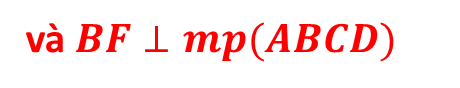 và BF ⊥ mp(ABCD)